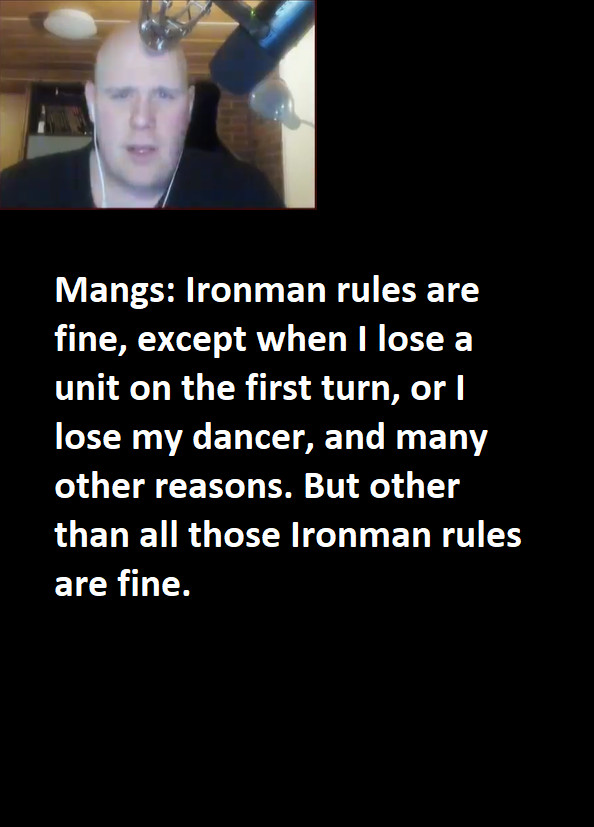 Mangs: Ironman rules are
fine, except when I lose a
unit on the first turn, or I
lose my dancer, and many
other reasons. But other
than all those Ironman rules
are fine.